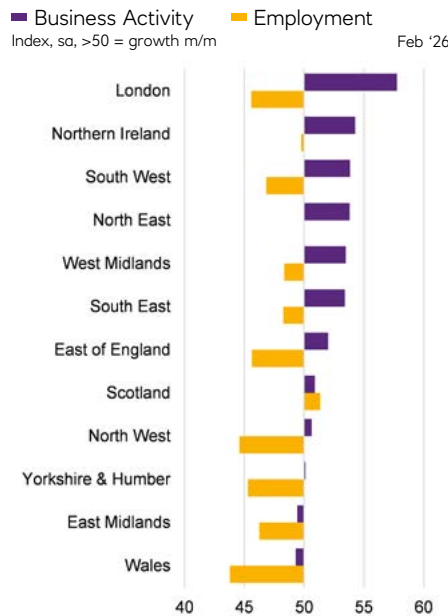 Business Activity Employment
Index, sa, >50 = growth m/m Feb ‘26
London
Northern Ireland
South West
North East
West Midlands
South East
East of England
Scotland
North West
Yorkshire & Humber
East Midlands
Wales
40 45 50 55 60